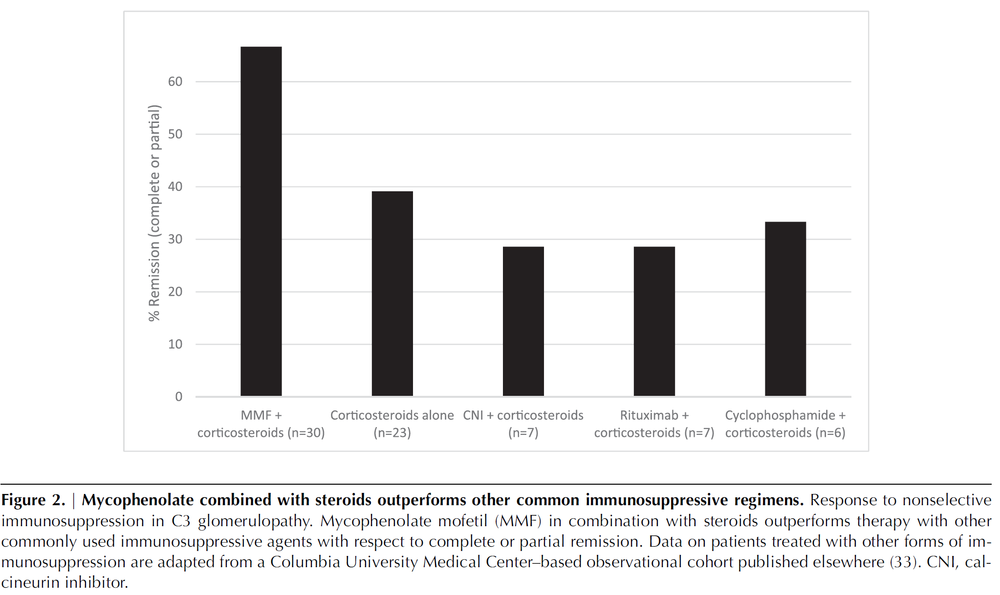 % Remission (complete or partial)
60
50
40
30
20
10
0
MMF +
corticosteroids (n=30)
Corticosteroids alone
(n=23)
CNI + corticosteroids
(n=7)
Rituximab +
corticosteroids (n=7)
Cyclophosphamide +
corticosteroids (n=6)
Figure 2. | Mycophenolate combined with steroids outperforms other common immunosuppressive regimens. Response to nonselective
immunosuppression in C3 glomerulopathy. Mycophenolate mofetil (MMF) in combination with steroids outperforms therapy with other
commonly used immunosuppressive agents with respect to complete or partial remission. Data on patients treated with other forms of im-
munosuppression are adapted from a Columbia University Medical Center–based observational cohort published elsewhere (33). CNI, cal-
cineurin inhibitor.